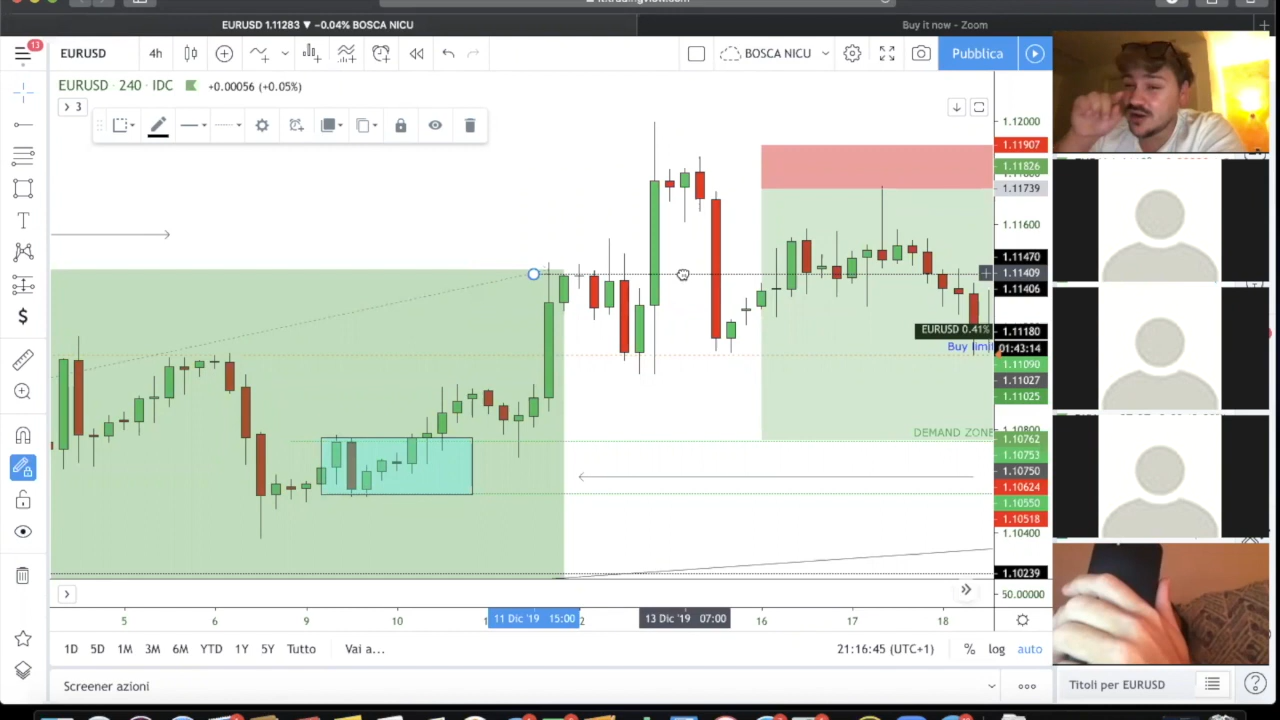 EURUSD 1.11283 ▼ −0.04% BOSCA NICU
Buy it now - Zoom
13
EURUSD
4h
BOSCA NICU
Pubblica
EURUSD · 240 · IDC
+0.00056 (+0.05%)
3
T
$
1.12000
1.11907
1.11826
1.11739
1.11600
1.11470
1.11409
1.11406
EURUSD 0.41%
1.11180
Buy limit
01:43:14
1.11090
1.11027
1.11025
DEMAND ZONE
1.10800
1.10762
1.10753
1.10750
1.10624
1.10550
1.10518
1.10400
1.10239
50.00000
5
6
9
10
11 Dic '19 15:00
2
13 Dic '19 07:00
16
17
18
1D 5D 1M 3M 6M YTD 1Y 5Y Tutto
Vai a...
21:16:45 (UTC+1)
% log auto
Screener azioni
Titoli per EURUSD